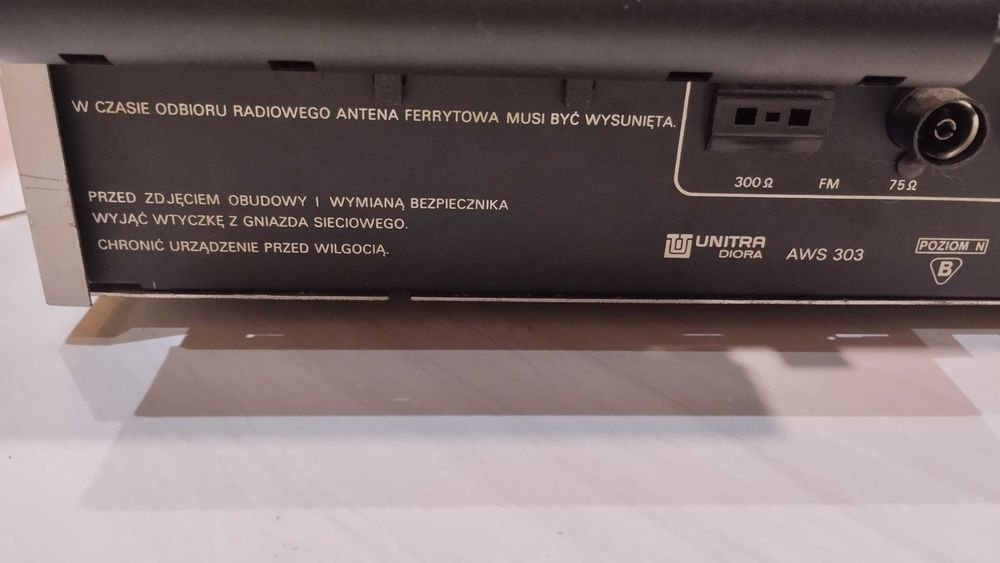 W CZASIE ODBIORU RADIOWEGO ANTENA FERRYTOWA MUSI BYĆ WYSUNIĘTA.
300 Ω FM 75 Ω
PRZED ZDJĘCIEM OBUDOWY I WYMIANĄ BEZPIECZNIKA
WYJĄĆ WTYCZKĘ Z GNIAZDA SIECIOWEGO.
CHRONIĆ URZĄDZENIE PRZED WILGOCIĄ.
UNITRA
DIORA AWS 303
POZIOM N
B